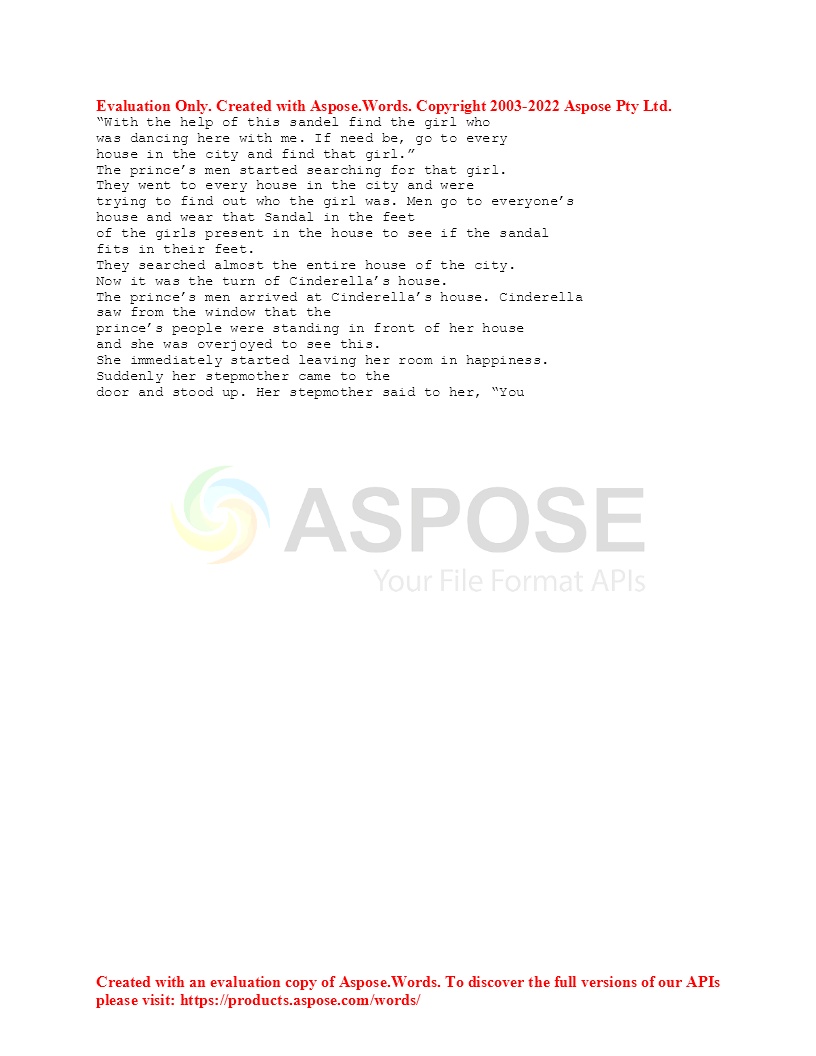 Evaluation Only. Created with Aspose.Words. Copyright 2003-2022 Aspose Pty Ltd.
“With the help of this sandel find the girl who
was dancing here with me. If need be, go to every
house in the city and find that girl.”
The prince’s men started searching for that girl.
They went to every house in the city and were
trying to find out who the girl was. Men go to everyone’s
house and wear that Sandal in the feet
of the girls present in the house to see if the sandal
fits in their feet.
They searched almost the entire house of the city.
Now it was the turn of Cinderella’s house.
The prince’s men arrived at Cinderella’s house. Cinderella
saw from the window that the
prince’s people were standing in front of her house
and she was overjoyed to see this.
She immediately started leaving her room in happiness.
Suddenly her stepmother came to the
door and stood up. Her stepmother said to her, “You
ASPOSE
Your File Format APIs
Created with an evaluation copy of Aspose.Words. To discover the full versions of our APIs
please visit: https://products.aspose.com/words/